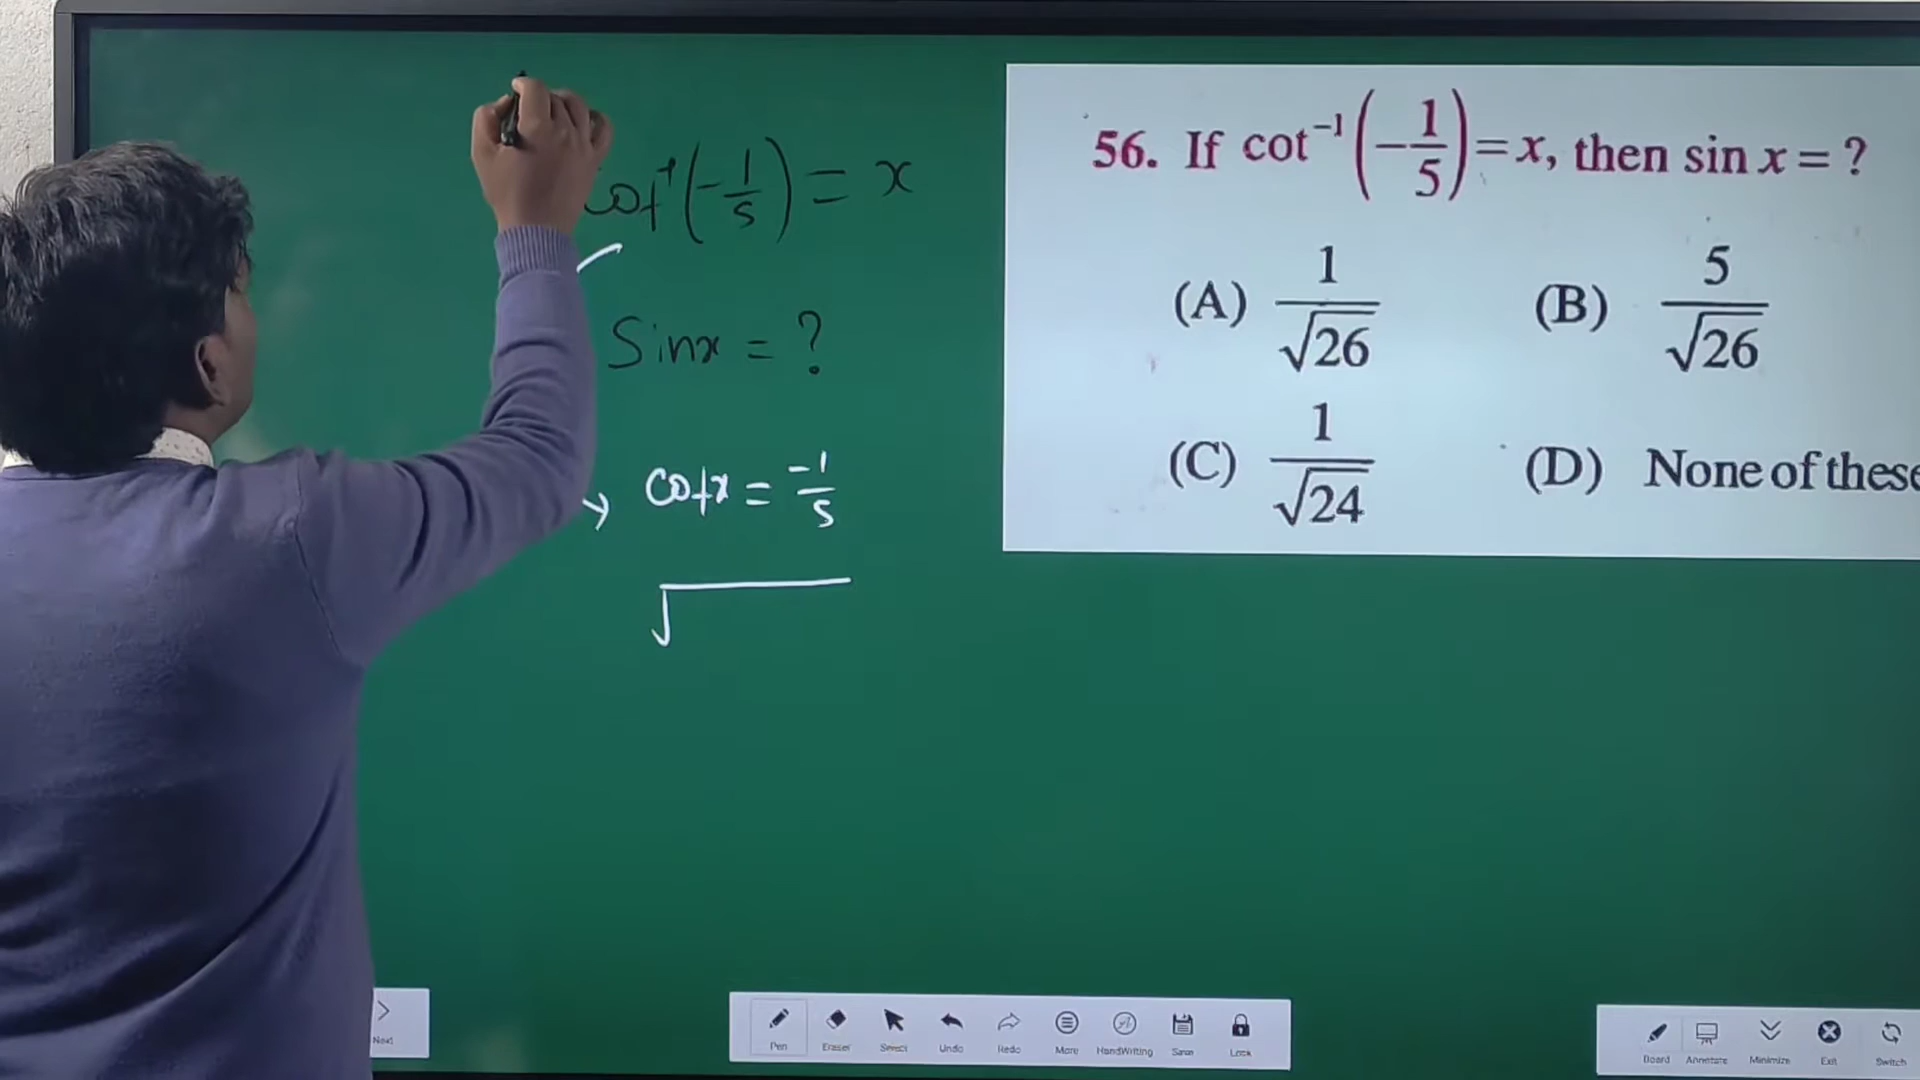 cot⁻¹(-1/5) = x
Sinx = ?
→ cotx = -1/5
√
56. If cot⁻¹(-1/5)=x, then sin x = ?
(A) 1/√26 (B) 5/√26
(C) 1/√24 (D) None of these
Next
Pen Eraser Select Undo Redo More HandWriting Save Lock
Board Annotate Minimize Exit Switch